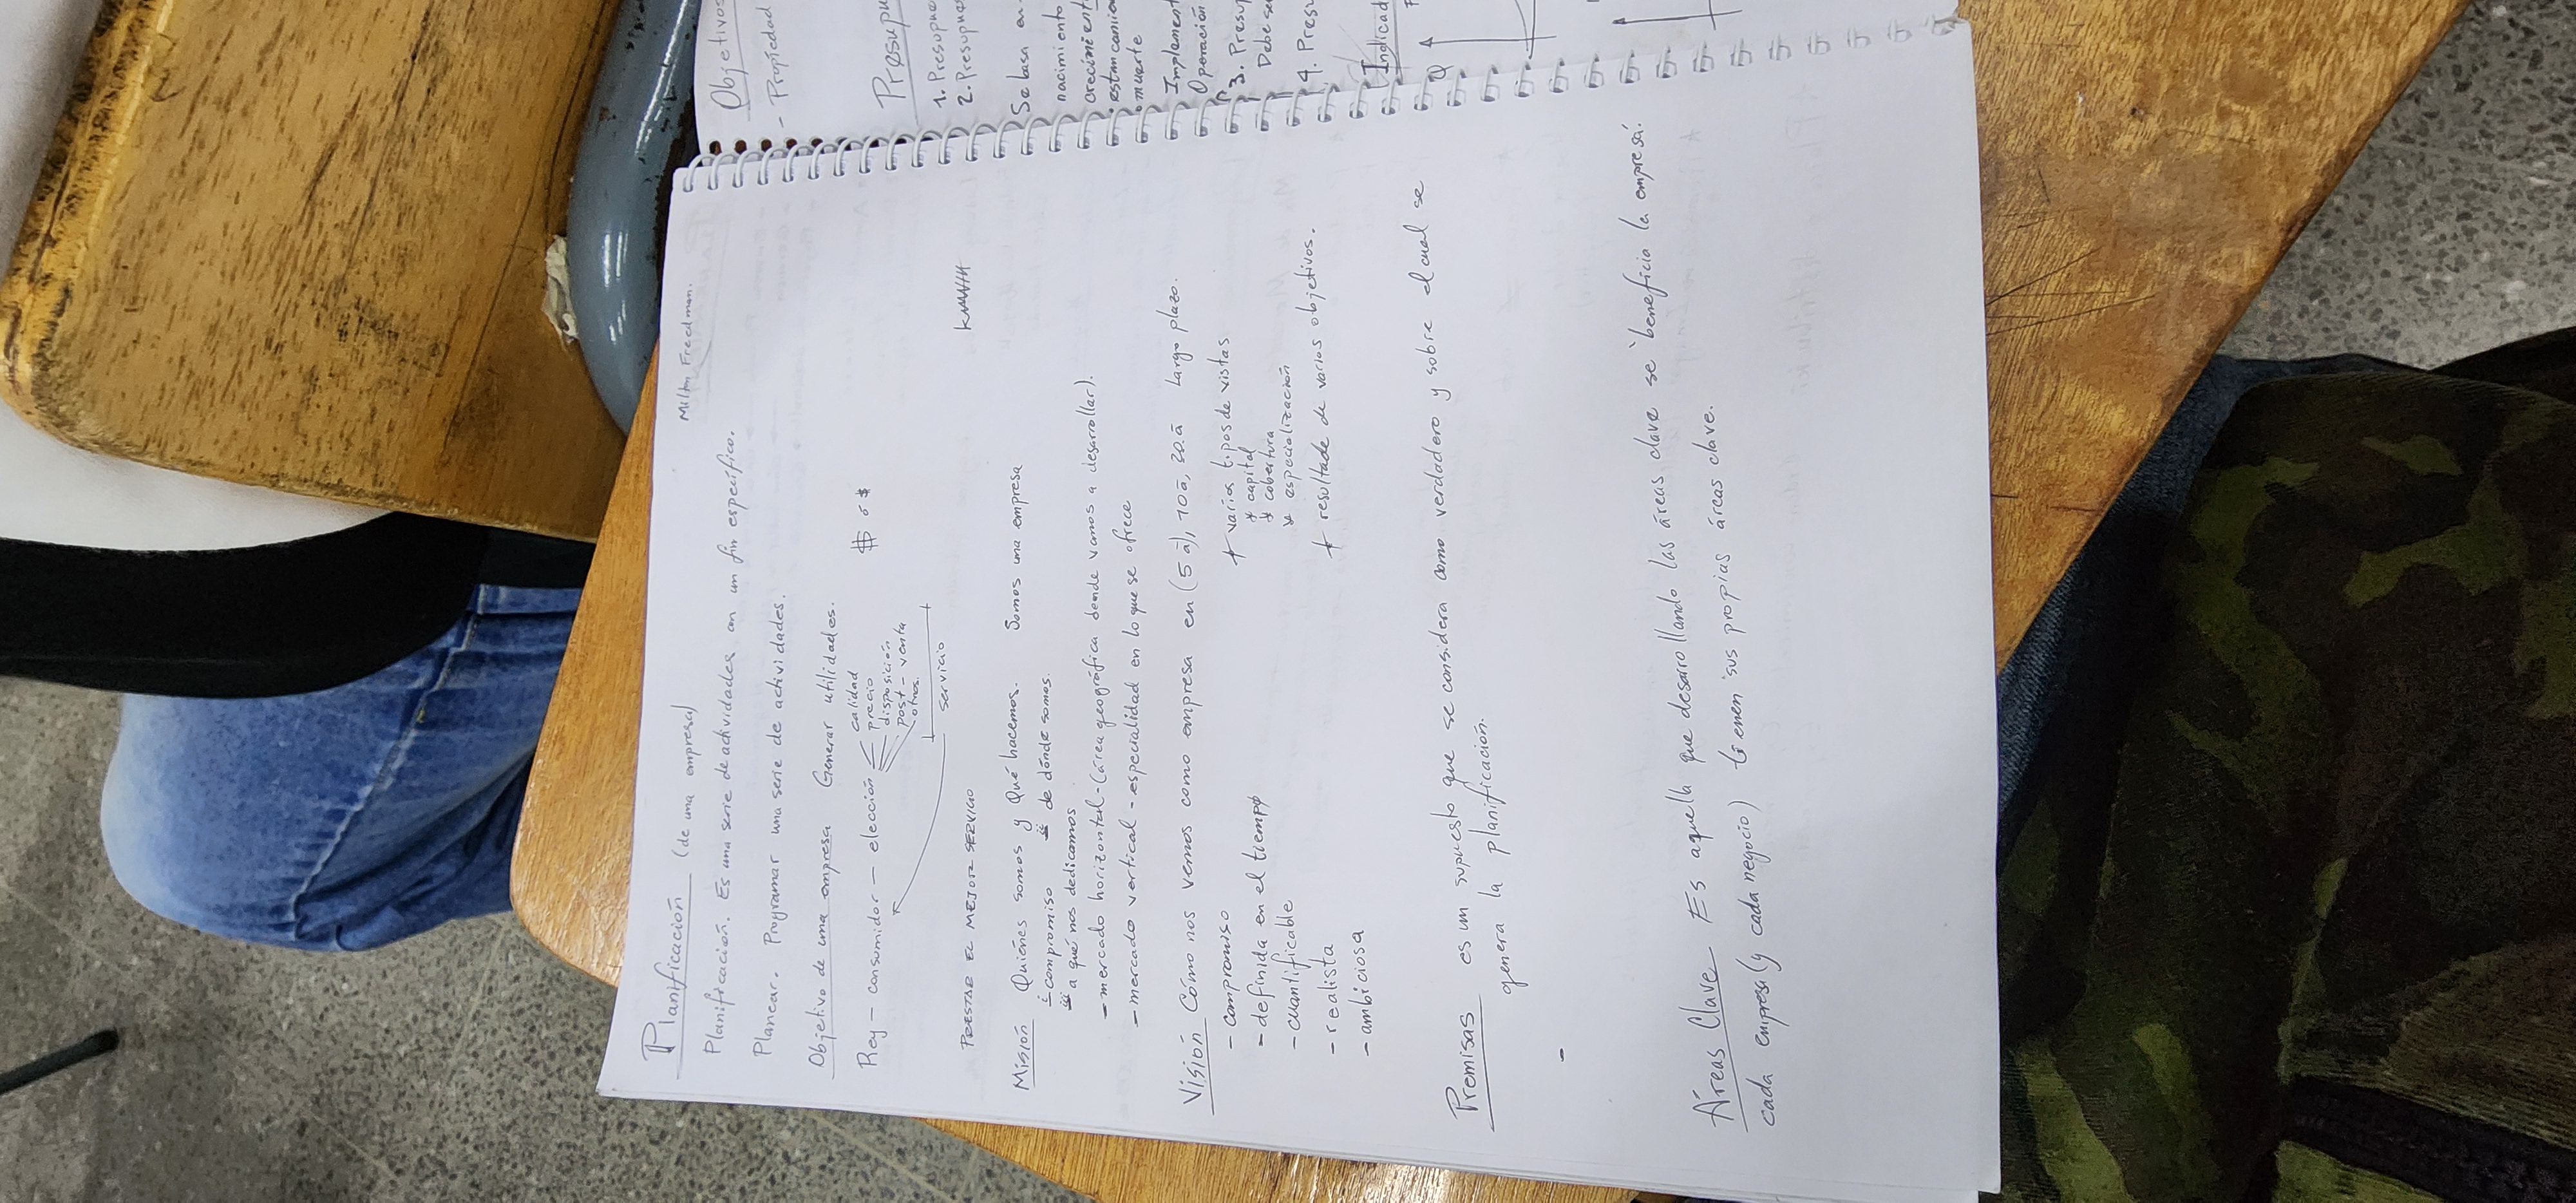 Planificación (de una empresa)
Milton Freedman.
Planificación. Es una serie de actividades con un fin específico.
Planear. Programar una serie de actividades.
Objetivo de una empresa Generar utilidades.
Rey - consumidor - elección
calidad
precio
disposición
post - venta
otros.
$ ó $
servicio
PRESTAR EL MEJOR SERVICIO
Misión Quiénes somos y Qué hacemos. Somos una empresa
i compromiso ii de dónde somos.
iii a qué nos dedicamos
- mercado horizontal - (área geográfica donde vamos a desarrollar).
- mercado vertical - especialidad en lo que se ofrece
Visión Cómo nos vemos como empresa en (5 a), 10 a, 20 a Largo plazo.
- compromiso
- definida en el tiempo
- cuantificable
- realista
- ambiciosa
+ varios tipos de vistas
* capital
* cobertura
* especialización
+ resultade de varios objetivos.
Premisas es un supuesto que se considera como verdadero y sobre el cual se
genera la planificación.
-
Áreas Clave Es aquella que desarrollando las áreas clave se beneficia la empresa.
cada empresa (y cada negocio) tienen sus propias áreas clave.
Objetivos
- Propiedad
Presupu
1. Presupue
2. Presupues
Se basa en
nacimiento
crecimient
estancamie
muerte
Implement
Operación
3. Presup
Debe se
4. Presu
Indicad